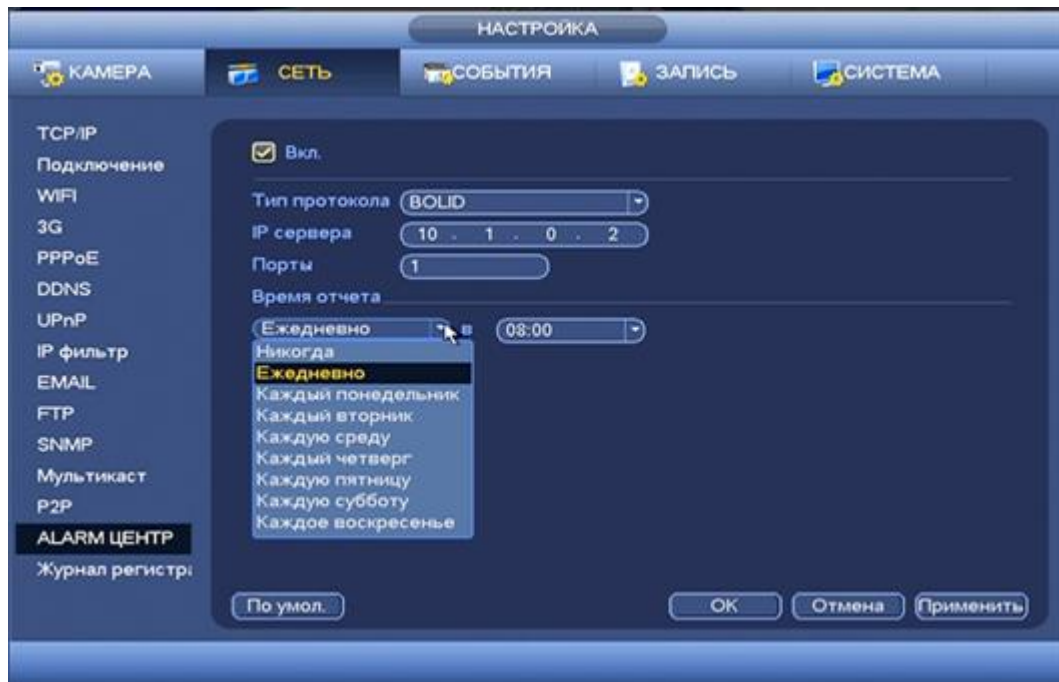 НАСТРОЙКА
КАМЕРА
СЕТЬ
СОБЫТИЯ
ЗАПИСЬ
СИСТЕМА
TCP/IP
Подключение
WIFI
3G
PPPoE
DDNS
UPnP
IP фильтр
EMAIL
FTP
SNMP
Мультикаст
P2P
ALARM ЦЕНТР
Журнал регистра
Вкл.
Тип протокола BOLID
IP сервера 10 . 1 . 0 . 2
Порты 1
Время отчета
Ежедневно в 08:00
Никогда
Ежедневно
Каждый понедельник
Каждый вторник
Каждую среду
Каждый четверг
Каждую пятницу
Каждую субботу
Каждое воскресенье
По умол. OK Отмена Применить